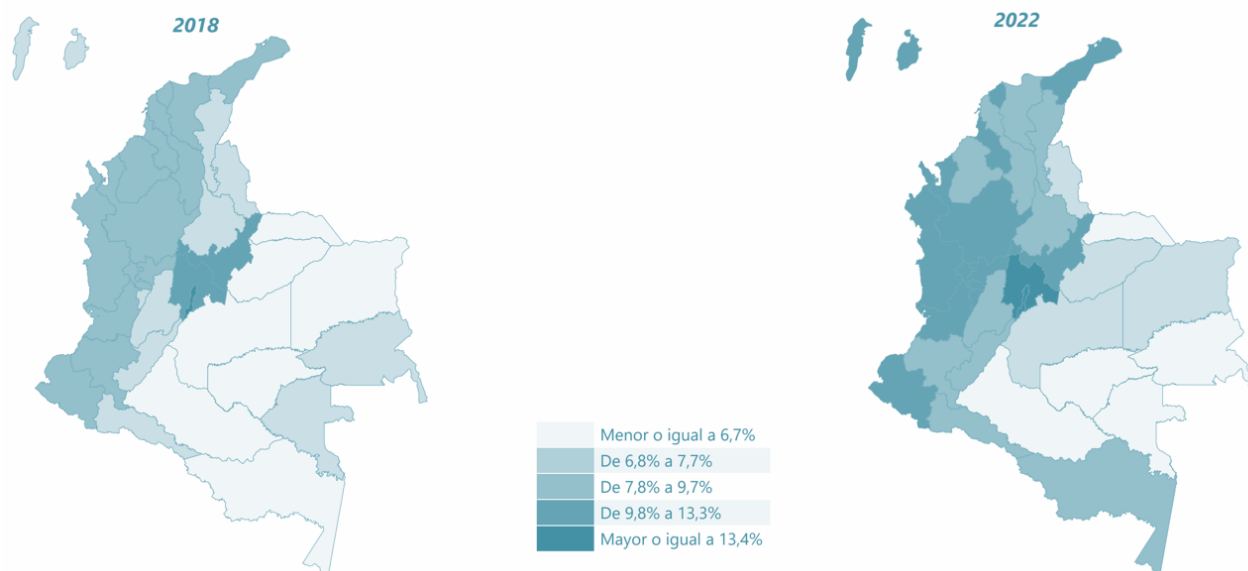 2018
2022
Menor o igual a 6,7%
De 6,8% a 7,7%
De 7,8% a 9,7%
De 9,8% a 13,3%
Mayor o igual a 13,4%